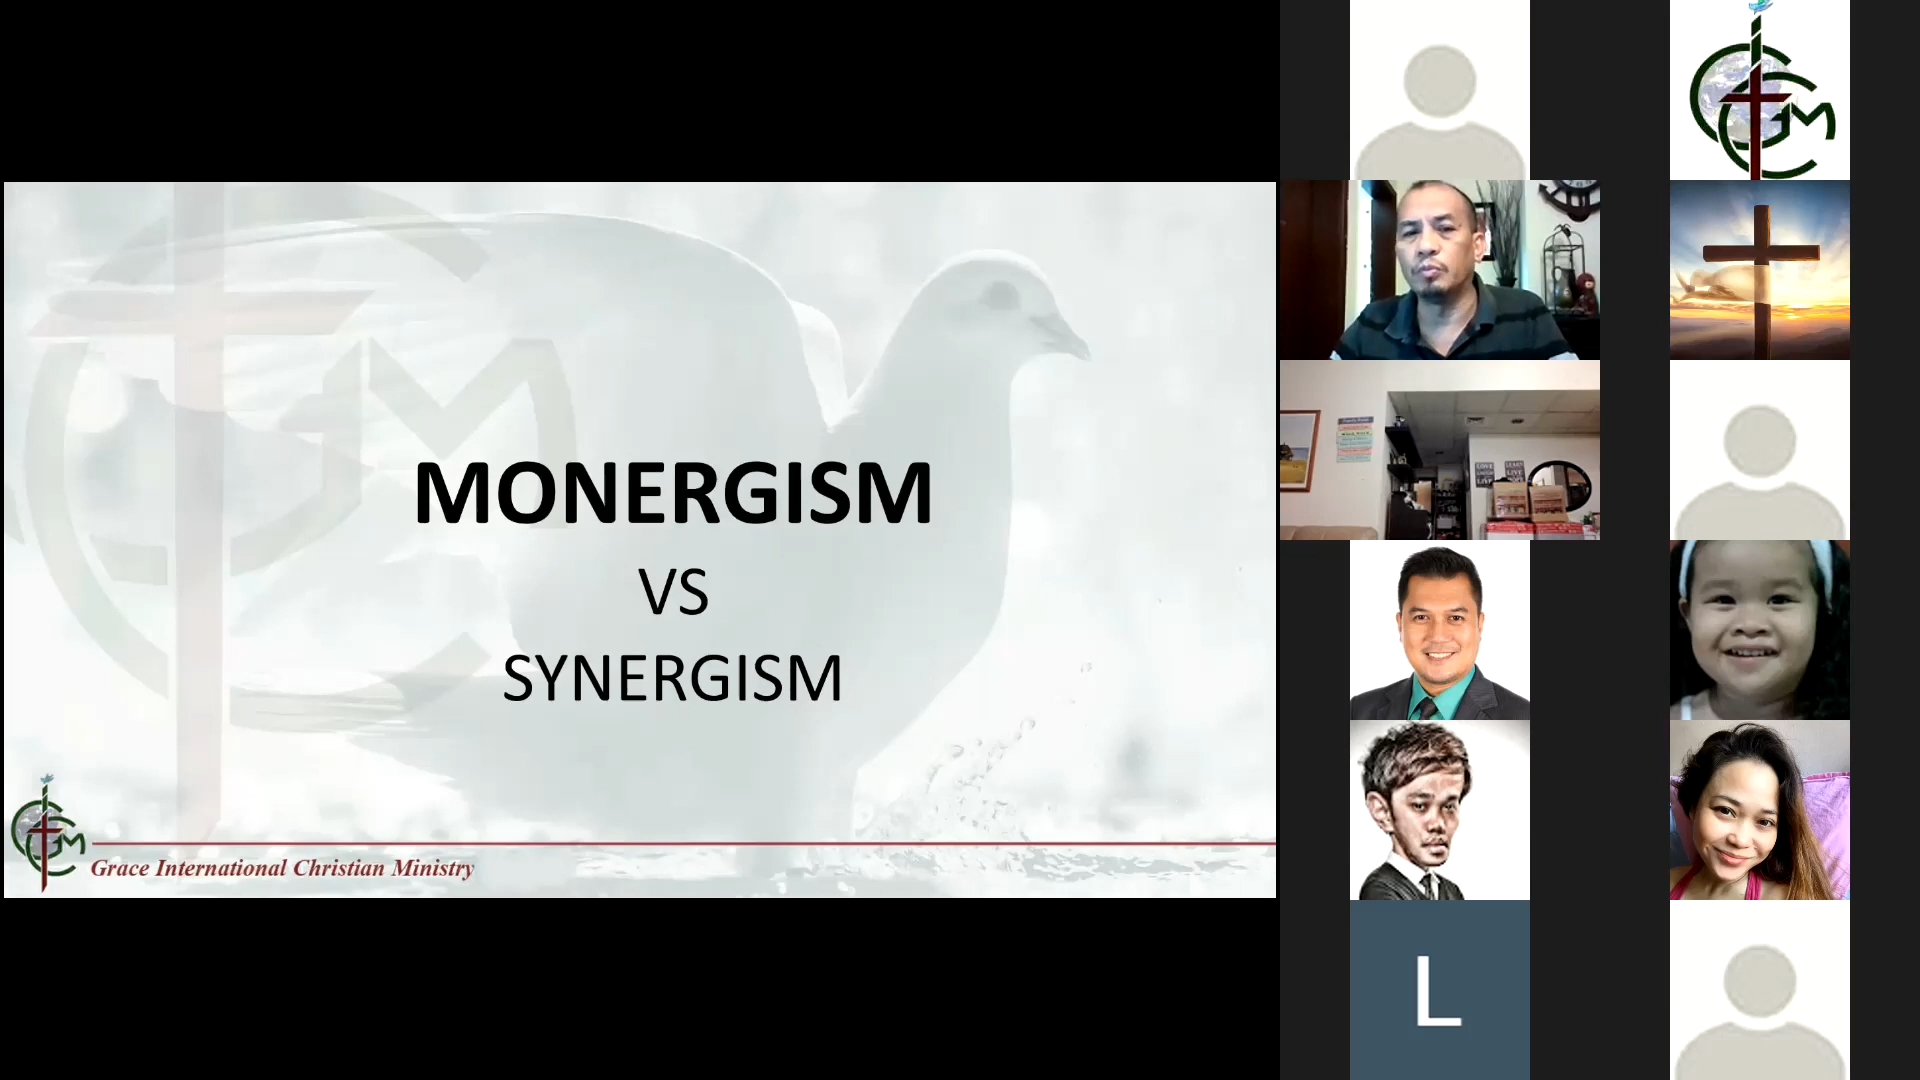 MONERGISM
VS
SYNERGISM
Grace International Christian Ministry
L